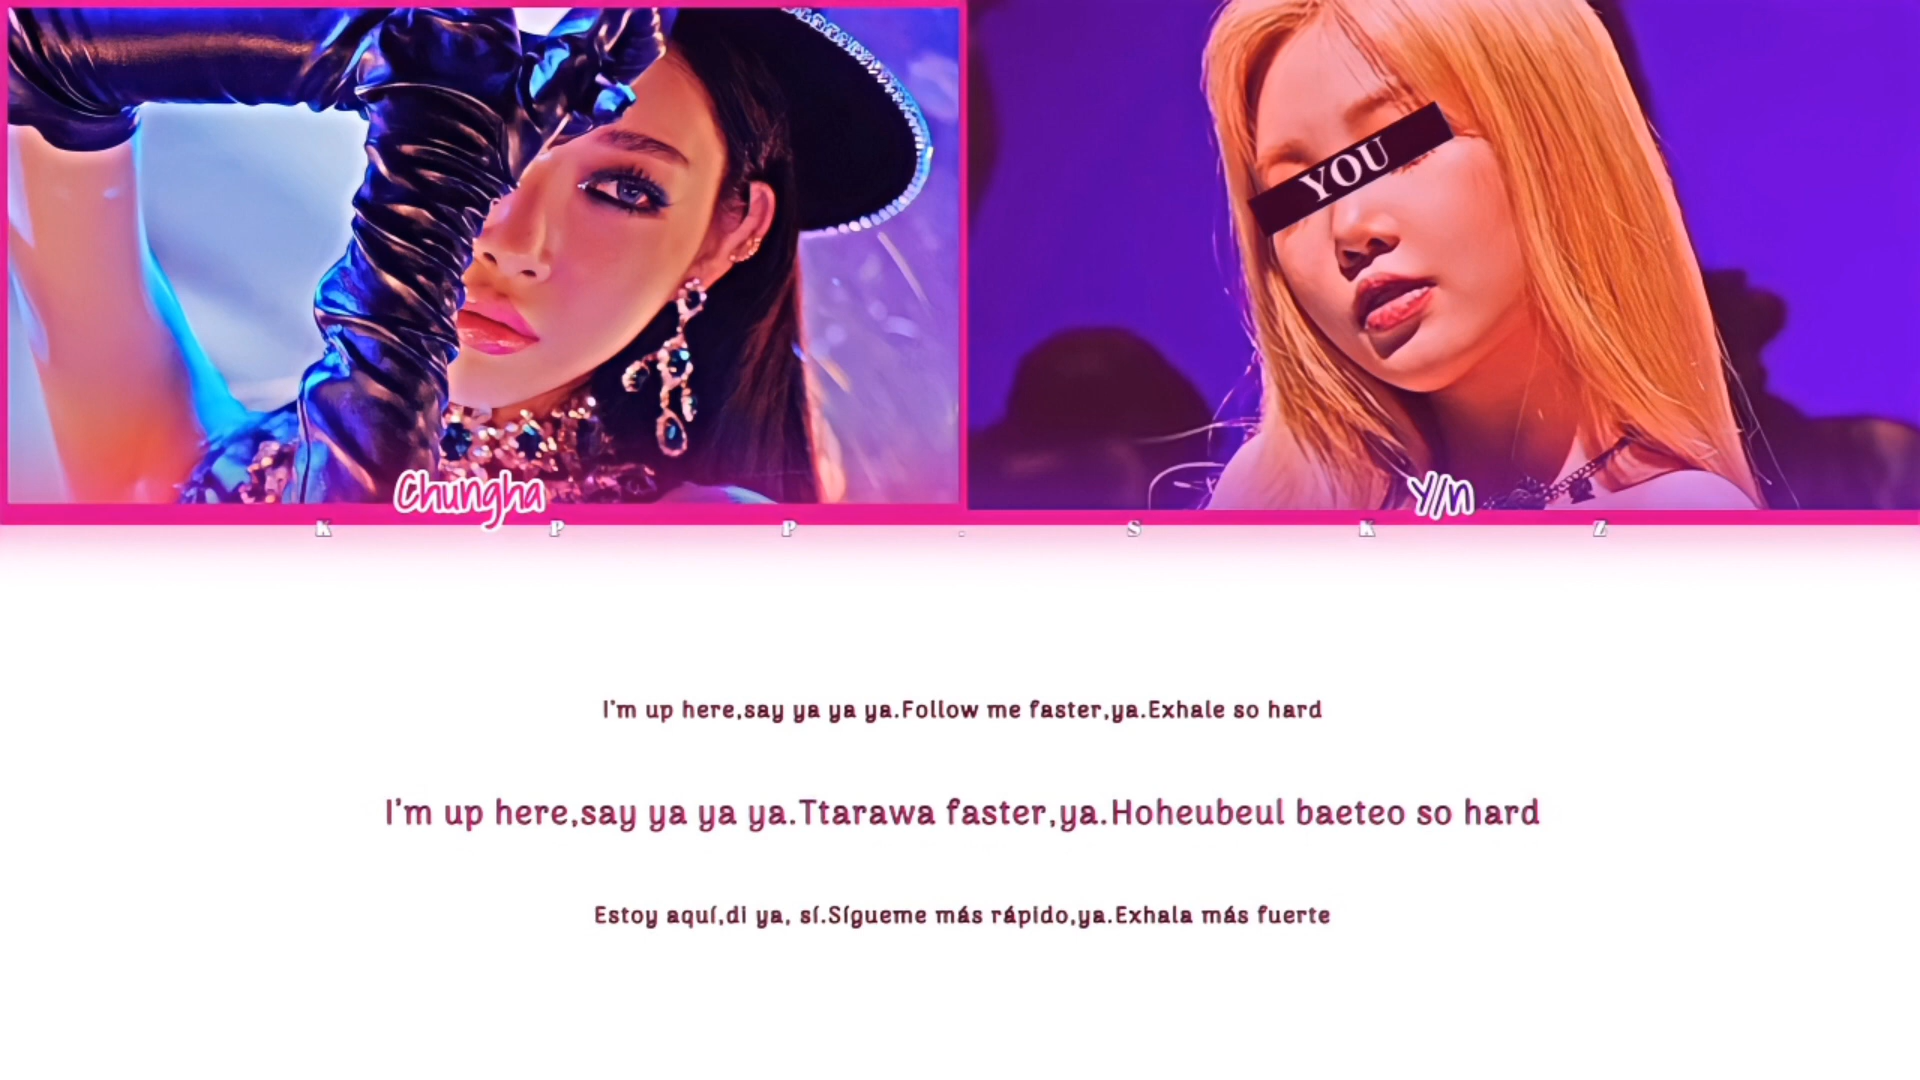 YOU
Chungha
Y/n
K P P . S K Z
I'm up here,say ya ya ya.Follow me faster,ya.Exhale so hard
I'm up here,say ya ya ya.Ttarawa faster,ya.Hoheubeul baeteo so hard
Estoy aquí,di ya, sí.Sígueme más rápido,ya.Exhala más fuerte